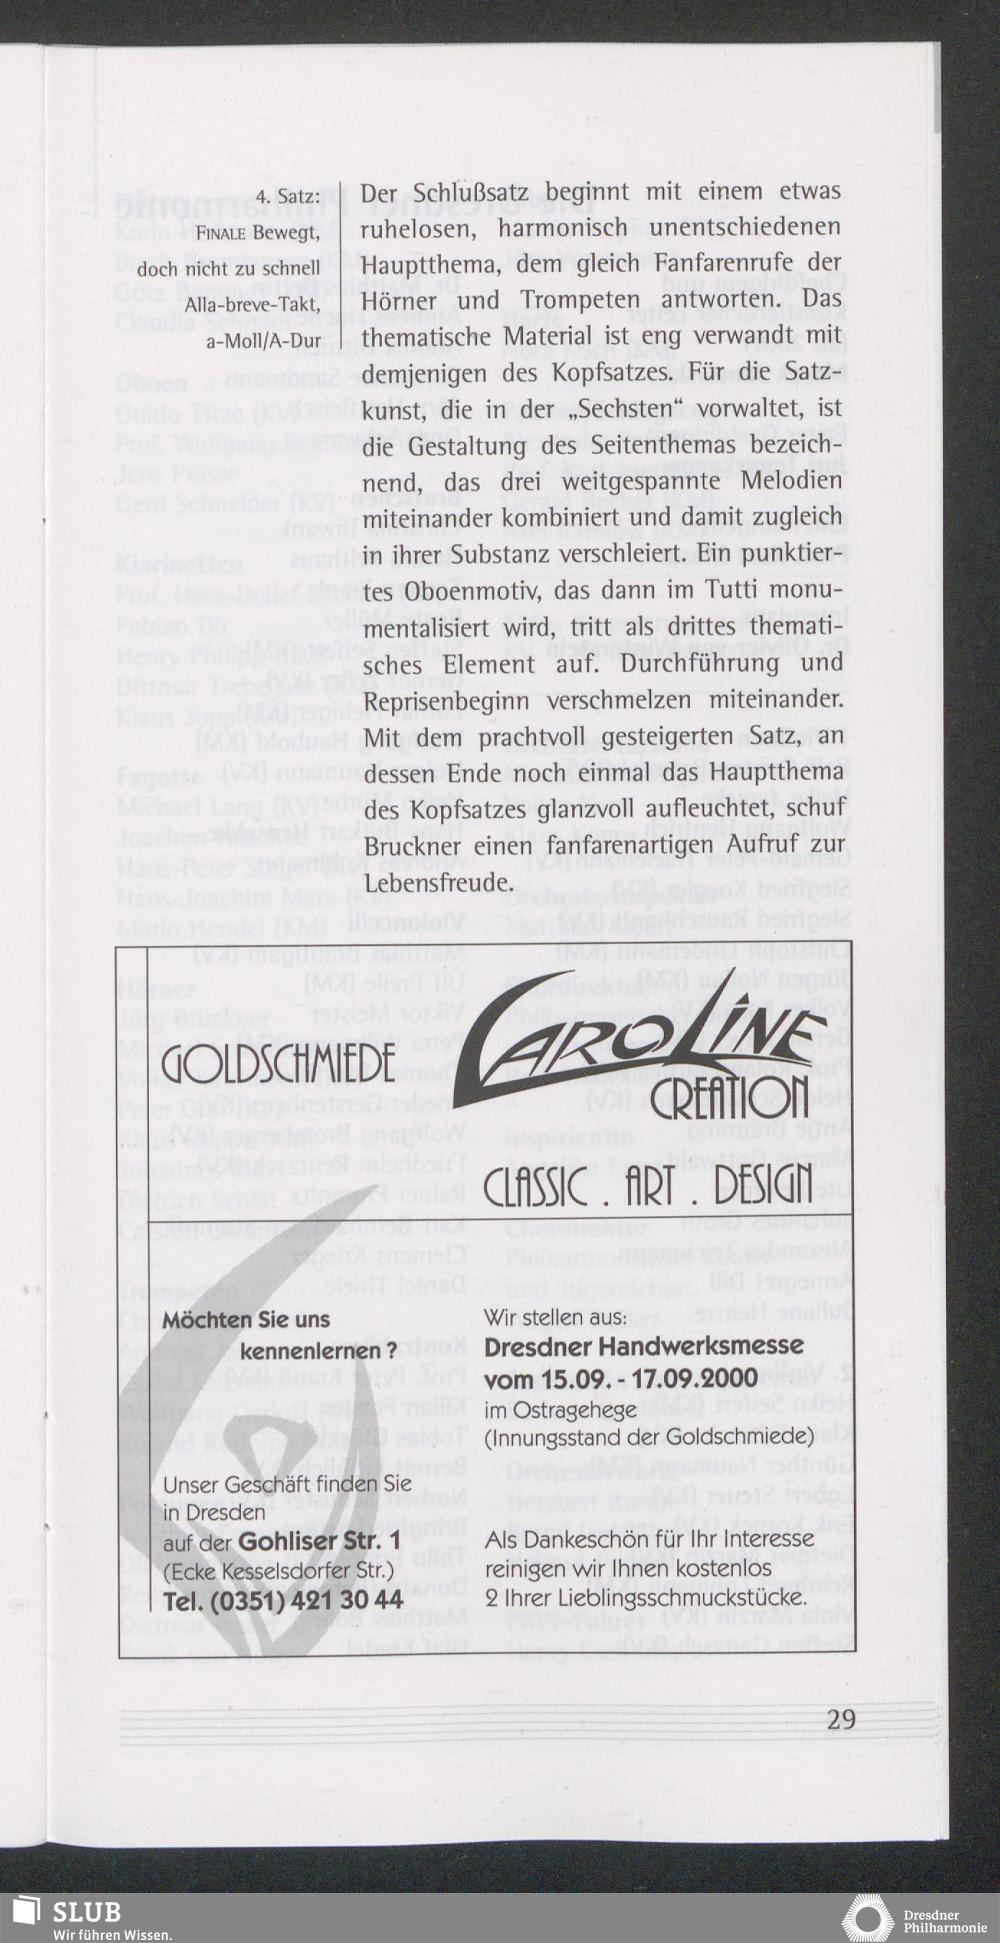 4. Satz:
FINALE Bewegt,
doch nicht zu schnell
Alla-breve-Takt,
a-Moll/A-Dur
Der Schlußsatz beginnt mit einem etwas
ruhelosen, harmonisch unentschiedenen
Hauptthema, dem gleich Fanfarenrufe der
Hörner und Trompeten antworten. Das
thematische Material ist eng verwandt mit
demjenigen des Kopfsatzes. Für die Satz-
kunst, die in der „Sechsten“ vorwaltet, ist
die Gestaltung des Seitenthemas bezeich-
nend, das drei weitgespannte Melodien
miteinander kombiniert und damit zugleich
in ihrer Substanz verschleiert. Ein punktier-
tes Oboenmotiv, das dann im Tutti monu-
mentalisiert wird, tritt als drittes themati-
sches Element auf. Durchführung und
Reprisenbeginn verschmelzen miteinander.
Mit dem prachtvoll gesteigerten Satz, an
dessen Ende noch einmal das Hauptthema
des Kopfsatzes glanzvoll aufleuchtet, schuf
Bruckner einen fanfarenartigen Aufruf zur
Lebensfreude.
GOLDSCHMIEDE
CAROLINE
CREATION
CLASSIC . ART . DESIGN
Möchten Sie uns
kennenlernen ?
Unser Geschäft finden Sie
in Dresden
auf der Gohliser Str. 1
(Ecke Kesselsdorfer Str.)
Tel. (0351) 421 30 44
Wir stellen aus:
Dresdner Handwerksmesse
vom 15.09. - 17.09.2000
im Ostragehege
(Innungsstand der Goldschmiede)
Als Dankeschön für Ihr Interesse
reinigen wir Ihnen kostenlos
2 Ihrer Lieblingsschmuckstücke.
29
SLUB
Wir führen Wissen.
Dresdner
Philharmonie